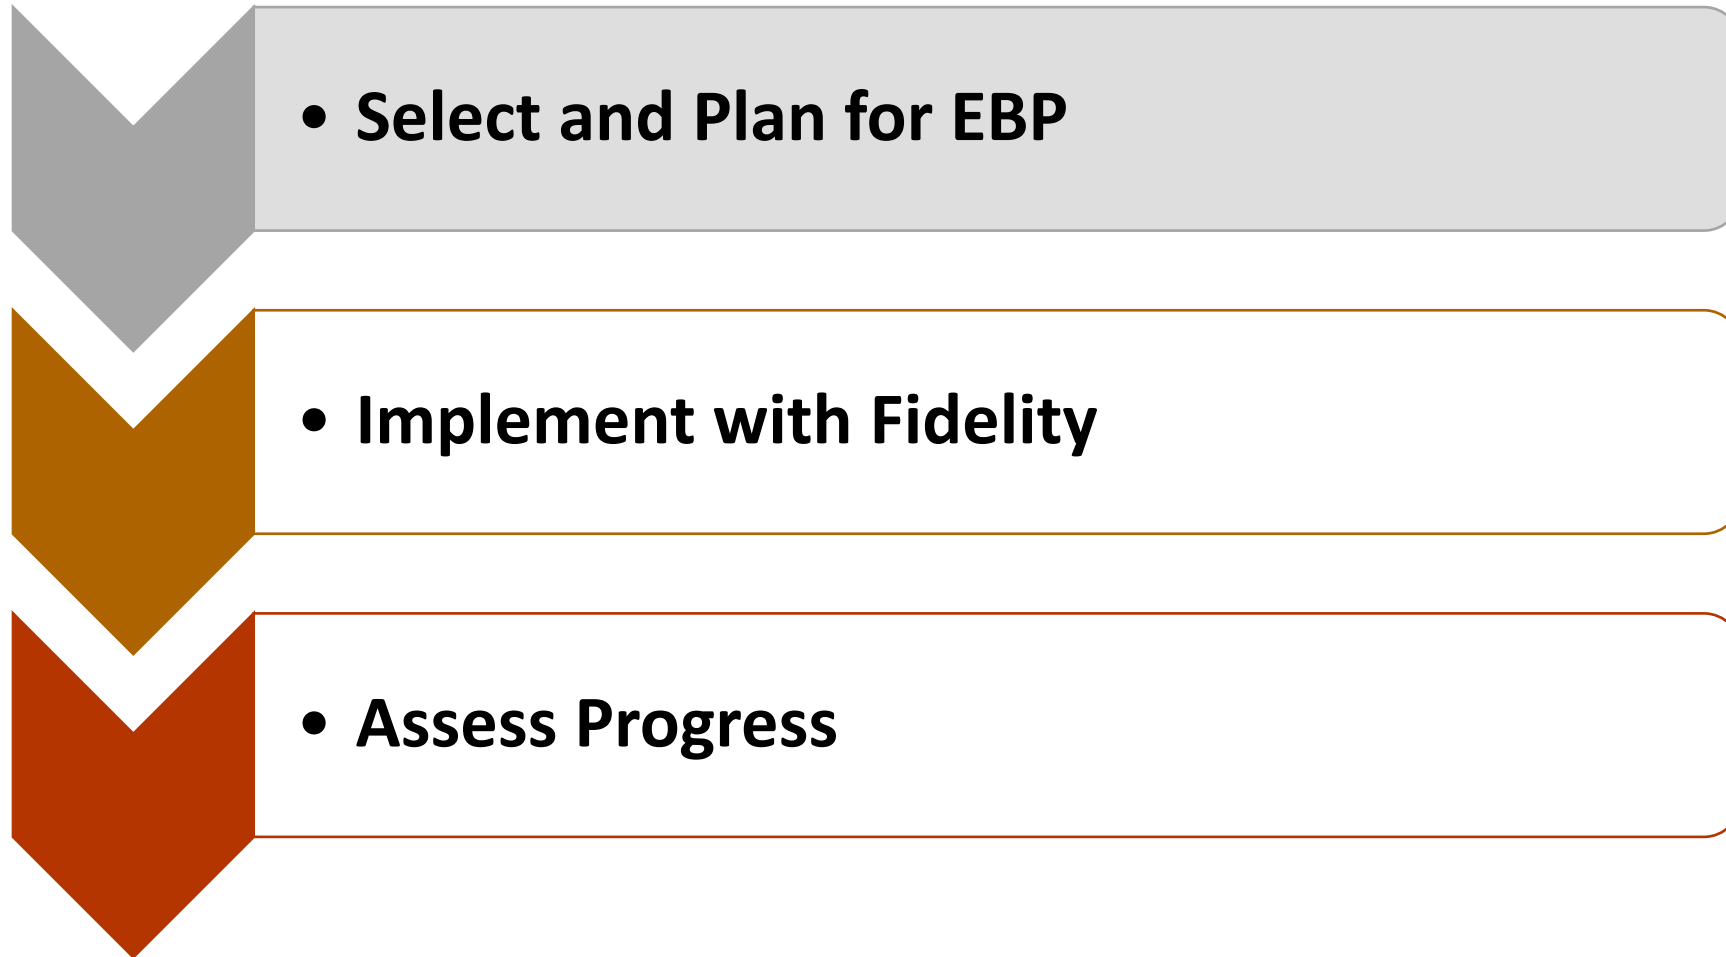 • Select and Plan for EBP
• Implement with Fidelity
• Assess Progress